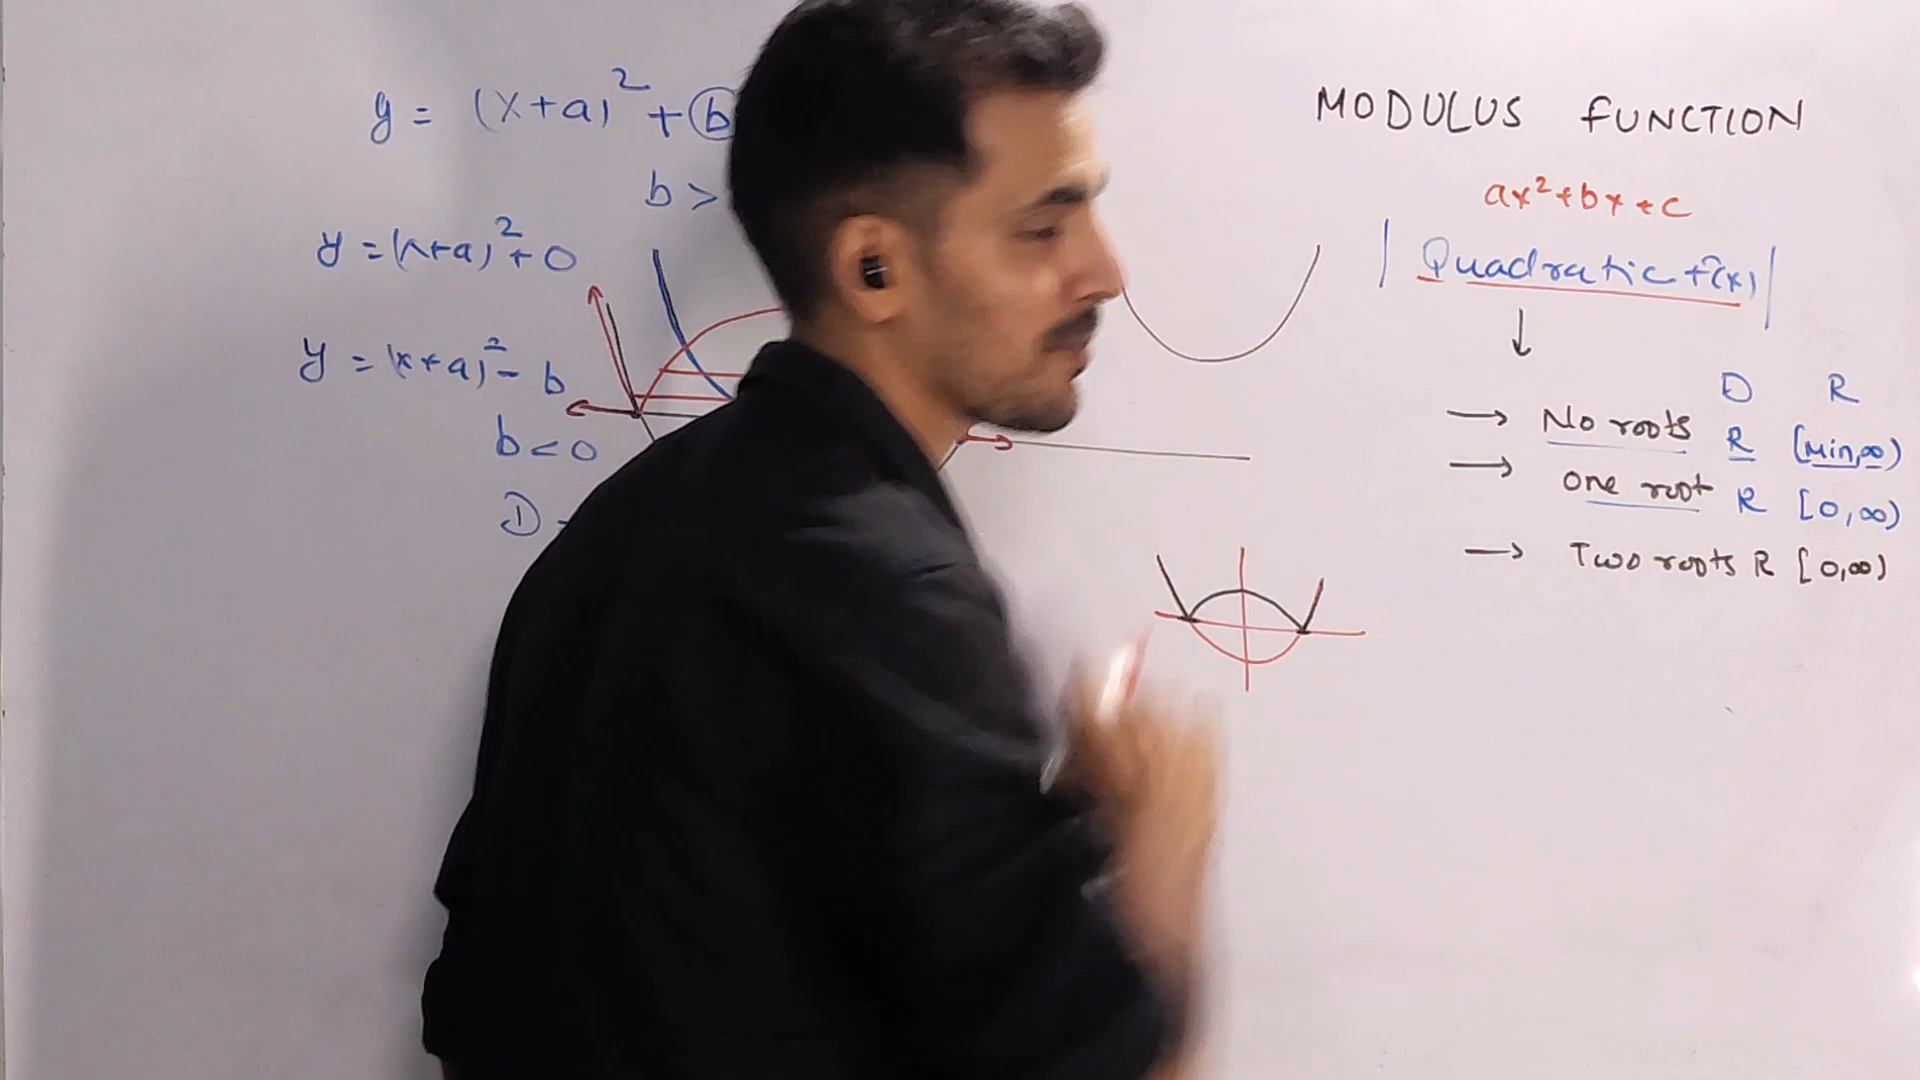 y = (x+a)² + b
b >
y = (x+a)² + 0
y = (x+a)² - b
b < 0
D -
MODULUS FUNCTION
ax² + bx + c
| Quadratic f(x) |
D R
→ No roots R [min,∞)
→ One root R [0,∞)
→ Two roots R [0,∞)